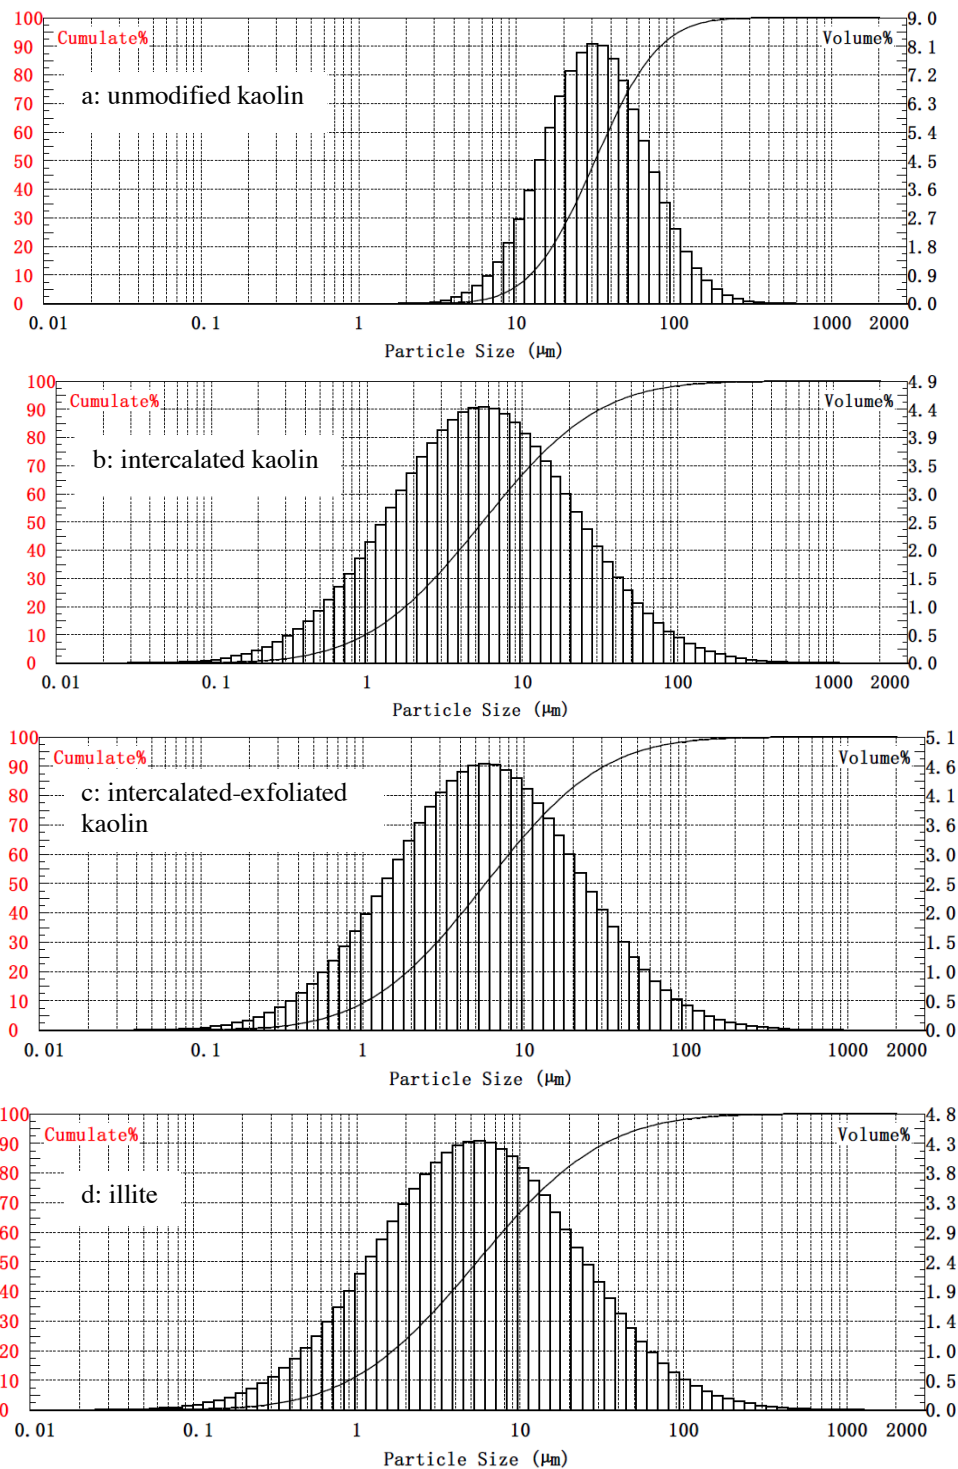 100 9.0
Cumulate% Volume%
90 8.1
80 7.2
a: unmodified kaolin
70 6.3
60 5.4
50 4.5
40 3.6
30 2.7
20 1.8
10 0.9
0 0.0
0.01 0.1 1 10 100 1000 2000
Particle Size (μm)
100 4.9
Cumulate% Volume%
90 4.4
80 3.9
b: intercalated kaolin
70 3.5
60 3.0
50 2.5
40 2.0
30 1.5
20 1.0
10 0.5
0 0.0
0.01 0.1 1 10 100 1000 2000
Particle Size (μm)
100 5.1
Cumulate% Volume%
90 4.6
c: intercalated-exfoliated
80 4.1
kaolin
70 3.6
60 3.0
50 2.5
40 2.0
30 1.5
20 1.0
10 0.5
0 0.0
0.01 0.1 1 10 100 1000 2000
Particle Size (μm)
100 4.8
Cumulate% Volume%
90 4.3
80 3.8
d: illite
70 3.3
60 2.9
50 2.4
40 1.9
30 1.4
20 1.0
10 0.5
0 0.0
0.01 0.1 1 10 100 1000 2000
Particle Size (μm)